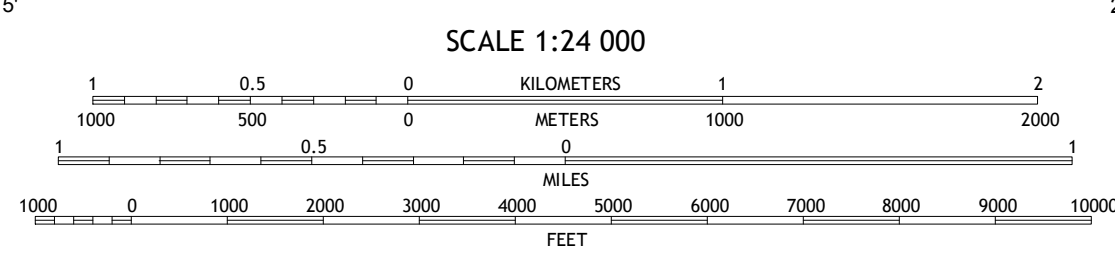 5'
2
SCALE 1:24 000
1 0.5 0 KILOMETERS 1 2
1000 500 0 METERS 1000 2000
1 0.5 0 1
MILES
1000 0 1000 2000 3000 4000 5000 6000 7000 8000 9000 10000
FEET